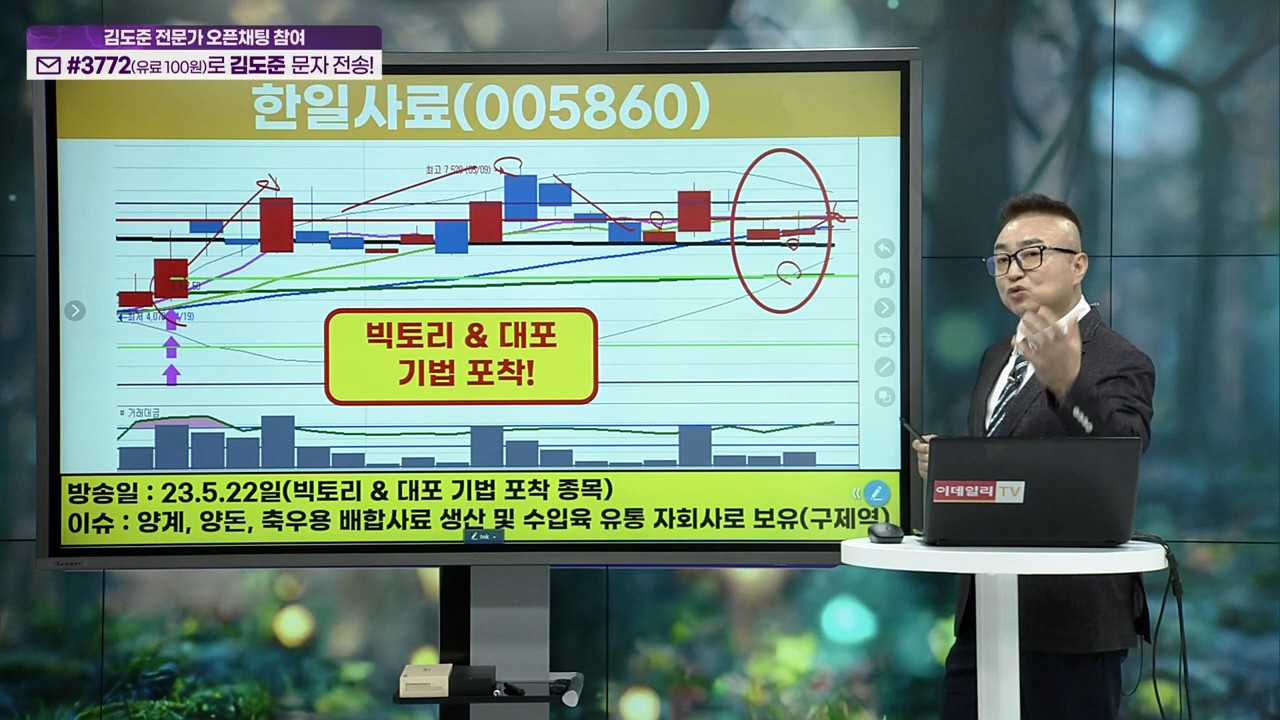 김도준 전문가 오픈채팅 참여
#3772(유료 100원)로 김도준 문자 전송!
한일사료(005860)
최고 7,520 (05/09)
빅토리 & 대포
기법 포착!
거래대금
방송일 : 23.5.22일(빅토리 & 대포 기법 포착 종목)
이슈 : 양계, 양돈, 축우용 배합사료 생산 및 수입육 유통 자회사로 보유(구제역)
Ink
이데일리 TV